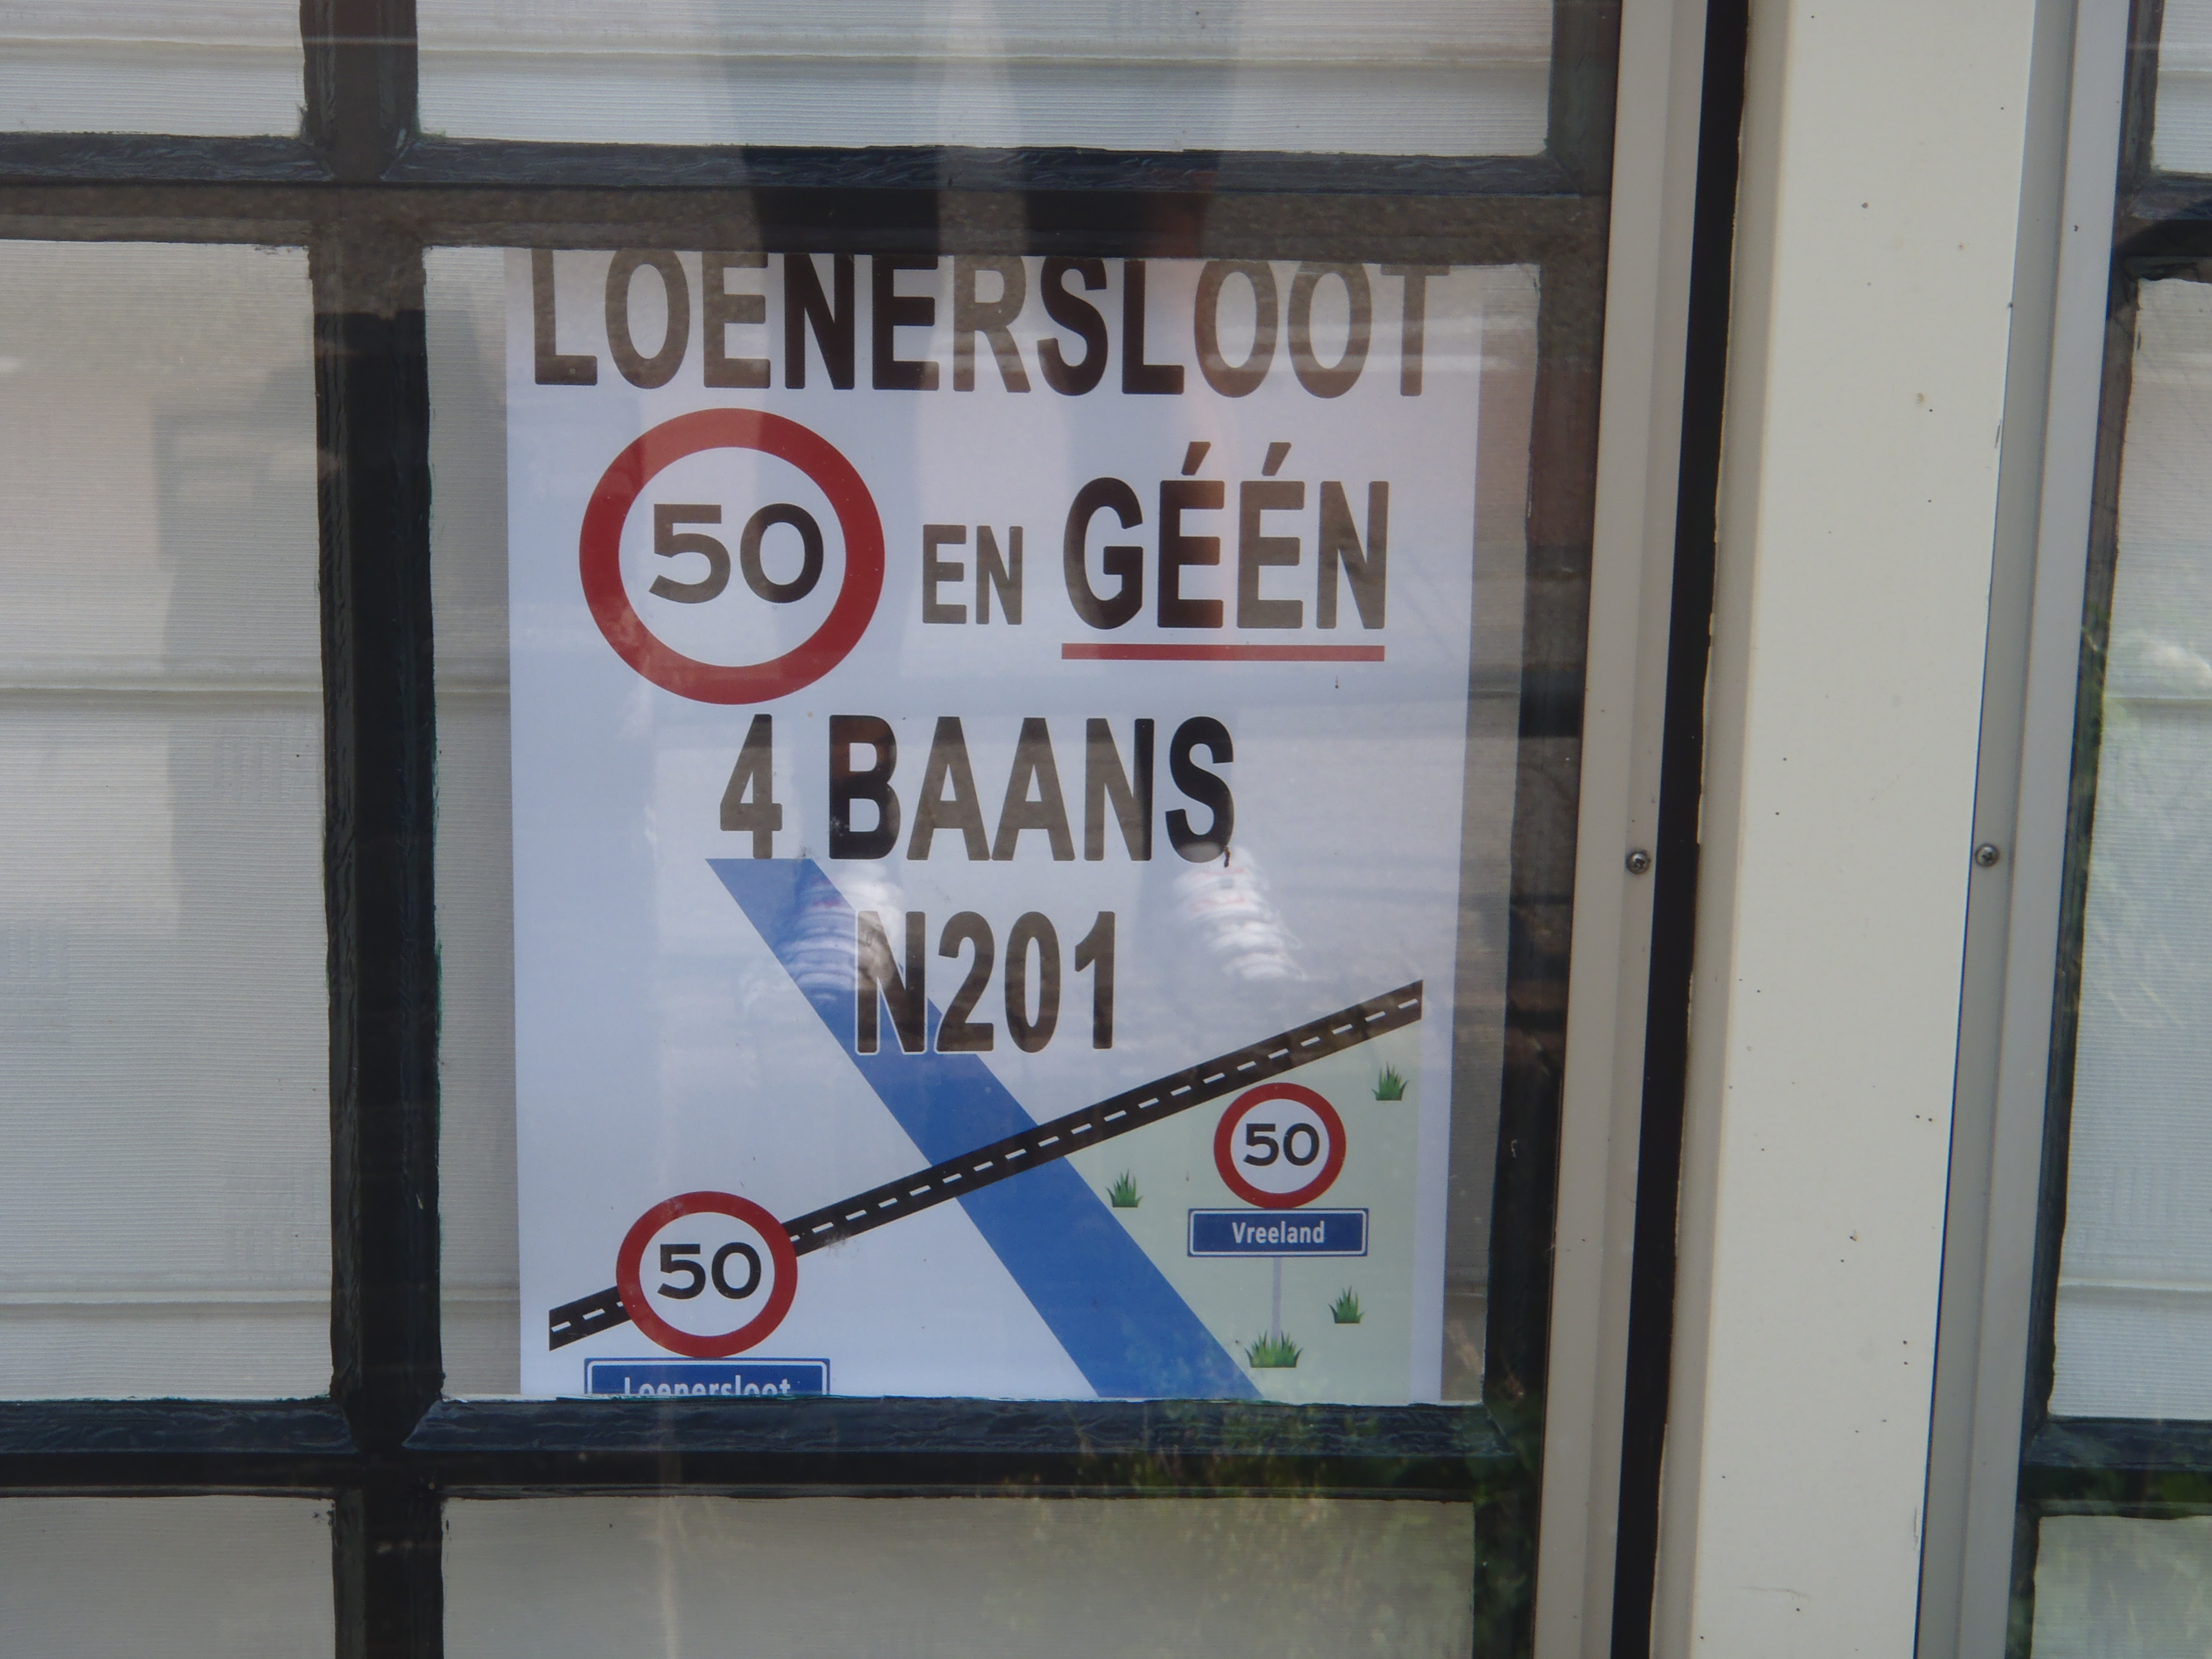 LOENERSLOOT
50 EN GÉÉN
4 BAANS
N201
50
Vreeland
50
Loenersloot